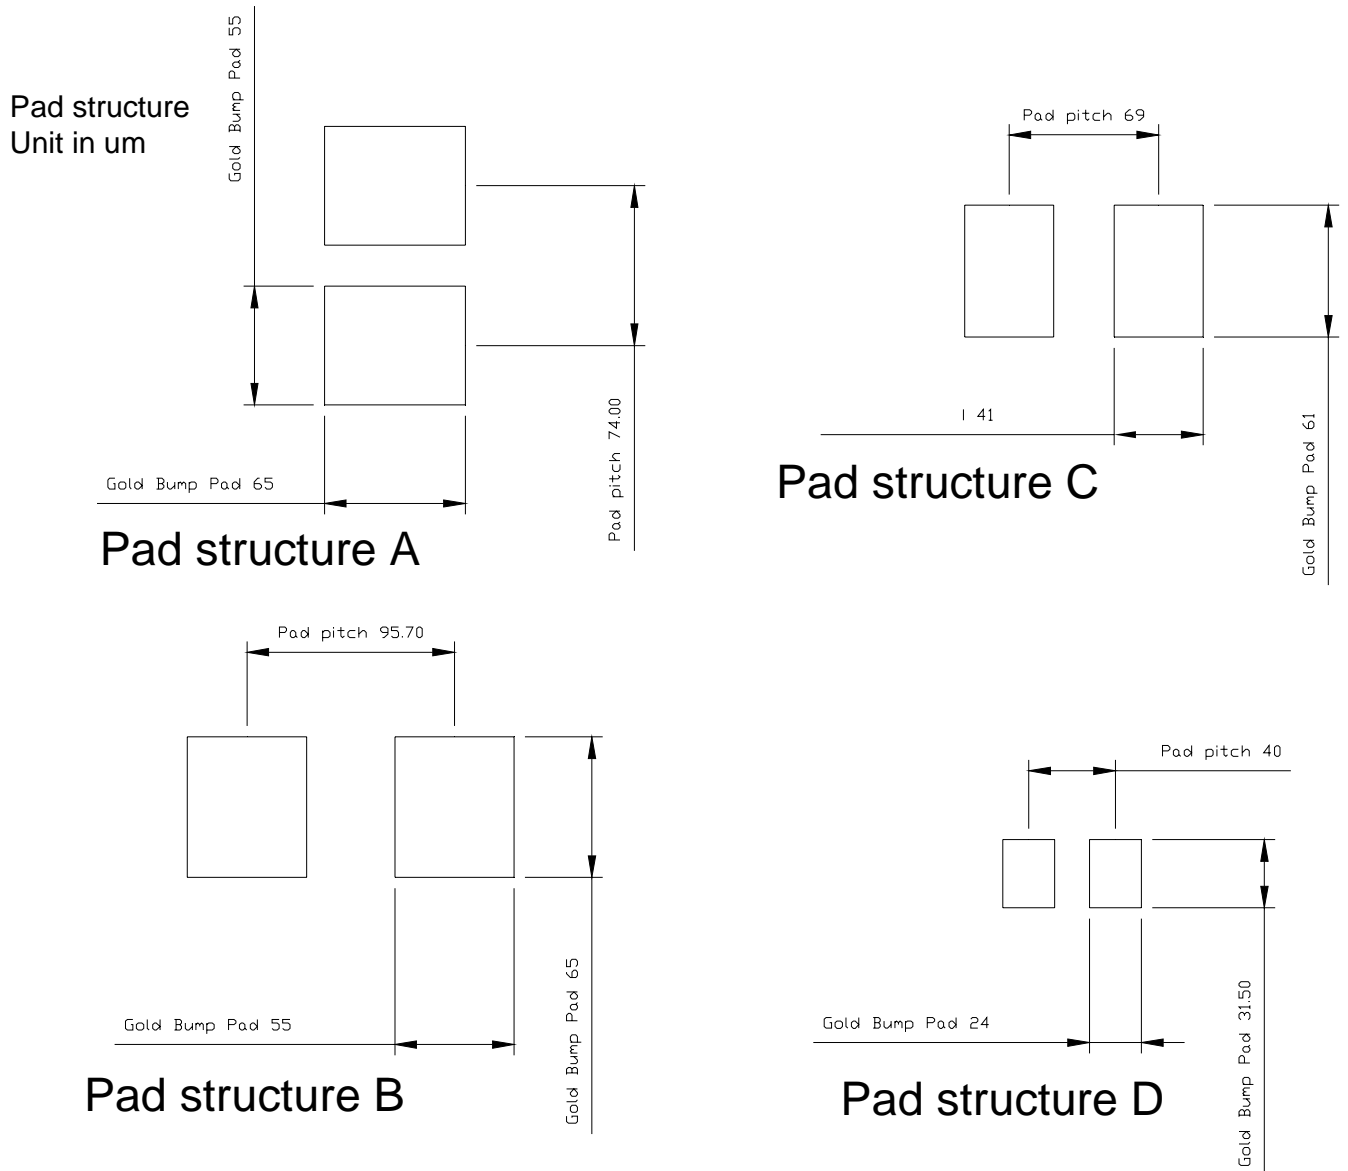 Pad structure
Unit in um
Gold Bump Pad 55
Pad pitch 74.00
Gold Bump Pad 65
Pad structure A
Pad pitch 69
I 41
Gold Bump Pad 61
Pad structure C
Pad pitch 95.70
Gold Bump Pad 65
Gold Bump Pad 55
Pad structure B
Pad pitch 40
Gold Bump Pad 24
Gold Bump Pad 31.50
Pad structure D